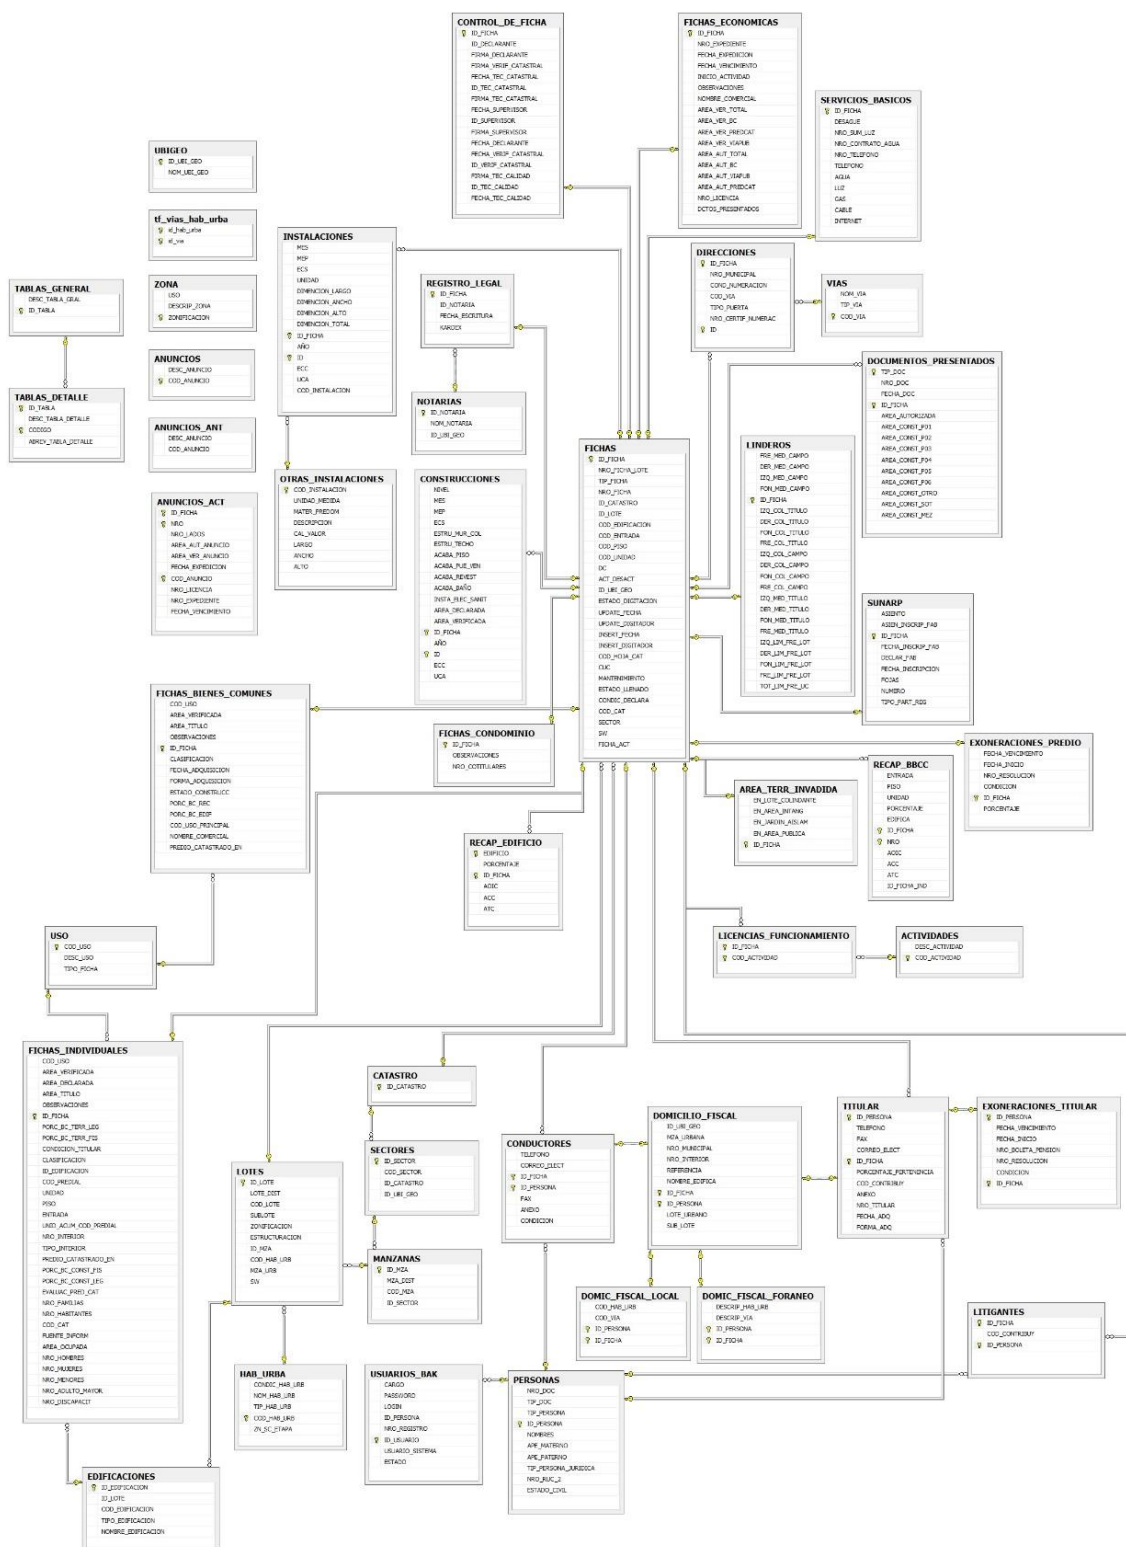 CONTROL_DE_FICHA
ID_FICHA
ID_DECLARANTE
FIRMA_DECLARANTE
FIRMA_VERIF_CATASTRAL
FECHA_TEC_CATASTRAL
ID_TEC_CATASTRAL
FIRMA_TEC_CATASTRAL
FECHA_SUPERVISOR
ID_SUPERVISOR
FIRMA_SUPERVISOR
FECHA_DECLARANTE
FECHA_VERIF_CATASTRAL
ID_VERIF_CATASTRAL
FIRMA_TEC_CALIDAD
ID_TEC_CALIDAD
FECHA_TEC_CALIDAD
FICHAS_ECONOMICAS
ID_FICHA
NRO_EXPEDIENTE
FECHA_EXPEDICION
FECHA_VENCIMIENTO
INICIO_ACTIVIDAD
OBSERVACIONES
NOMBRE_COMERCIAL
AREA_VER_TOTAL
AREA_VER_BC
AREA_VER_PREDCAT
AREA_VER_VIAPUB
AREA_AUT_TOTAL
AREA_AUT_BC
AREA_AUT_VIAPUB
AREA_AUT_PREDCAT
NRO_LICENCIA
DCTOS_PRESENTADOS
SERVICIOS_BASICOS
ID_FICHA
DESAGUE
NRO_SUM_LUZ
NRO_CONTRATO_AGUA
NRO_TELEFONO
TELEFONO
AGUA
LUZ
GAS
CABLE
INTERNET
UBIGEO
ID_UBI_GEO
NOM_UBI_GEO
tf_vias_hab_urba
id_hab_urba
id_via
INSTALACIONES
MES
MEP
ECS
UNIDAD
DIMENCION_LARGO
DIMENCION_ANCHO
DIMENCION_ALTO
DIMENCION_TOTAL
ID_FICHA
AÑO
ID
ECC
UCA
COD_INSTALACION
REGISTRO_LEGAL
ID_FICHA
ID_NOTARIA
FECHA_ESCRITURA
KARDEX
DIRECCIONES
ID_FICHA
NRO_MUNICIPAL
COND_NUMERACION
COD_VIA
TIPO_PUERTA
NRO_CERTIF_NUMERAC
ID
VIAS
NOM_VIA
TIP_VIA
COD_VIA
TABLAS_GENERAL
DESC_TABLA_GRAL
ID_TABLA
ZONA
USO
DESCRIP_ZONA
ZONIFICACION
ANUNCIOS
DESC_ANUNCIO
COD_ANUNCIO
TABLAS_DETALLE
ID_TABLA
DESC_TABLA_DETALLE
CODIGO
ABREV_TABLA_DETALLE
ANUNCIOS_ANT
DESC_ANUNCIO
COD_ANUNCIO
NOTARIAS
ID_NOTARIA
NOM_NOTARIA
ID_UBI_GEO
DOCUMENTOS_PRESENTADOS
TIP_DOC
NRO_DOC
FECHA_DOC
ID_FICHA
AREA_AUTORIZADA
AREA_CONST_P01
AREA_CONST_P02
AREA_CONST_P03
AREA_CONST_P04
AREA_CONST_P05
AREA_CONST_P06
AREA_CONST_OTRO
AREA_CONST_SOT
AREA_CONST_MEZ
FICHAS
ID_FICHA
NRO_FICHA_LOTE
TIP_FICHA
NRO_FICHA
ID_CATASTRO
ID_LOTE
COD_EDIFICACION
COD_ENTRADA
COD_PISO
COD_UNIDAD
DC
ACT_DESACT
ID_UBI_GEO
ESTADO_DIGITACION
UPDATE_FECHA
UPDATE_DIGITADOR
INSERT_FECHA
INSERT_DIGITADOR
COD_HOJA_CAT
CUC
MANTENIMIENTO
ESTADO_LLENADO
CONDIC_DECLARA
COD_CAT
SECTOR
SW
FICHA_ACT
LINDEROS
FRE_MED_CAMPO
DER_MED_CAMPO
IZQ_MED_CAMPO
FON_MED_CAMPO
ID_FICHA
IZQ_COL_TITULO
DER_COL_TITULO
FON_COL_TITULO
FRE_COL_TITULO
IZQ_COL_CAMPO
DER_COL_CAMPO
FON_COL_CAMPO
FRE_COL_CAMPO
IZQ_MED_TITULO
DER_MED_TITULO
FON_MED_TITULO
FRE_MED_TITULO
IZQ_LIM_FRE_LOT
DER_LIM_FRE_LOT
FON_LIM_FRE_LOT
FRE_LIM_FRE_LOT
TOT_LIM_FRE_UC
OTRAS_INSTALACIONES
COD_INSTALACION
UNIDAD_MEDIDA
MATER_PREDOM
DESCRIPCION
CAL_VALOR
LARGO
ANCHO
ALTO
CONSTRUCCIONES
NIVEL
MES
MEP
ECS
ESTRU_MUR_COL
ESTRU_TECHO
ACABA_PISO
ACABA_PUE_VEN
ACABA_REVEST
ACABA_BAÑO
INSTA_ELEC_SANIT
AREA_DECLARADA
AREA_VERIFICADA
ID_FICHA
AÑO
ID
ECC
UCA
ANUNCIOS_ACT
ID_FICHA
NRO
NRO_LADOS
AREA_AUT_ANUNCIO
AREA_VER_ANUNCIO
FECHA_EXPEDICION
COD_ANUNCIO
NRO_LICENCIA
NRO_EXPEDIENTE
FECHA_VENCIMIENTO
SUNARP
ASIENTO
ASIEN_INSCRIP_FAB
ID_FICHA
FECHA_INSCRIP_FAB
DECLAR_FAB
FECHA_INSCRIPCION
FOJAS
NUMERO
TIPO_PART_REG
FICHAS_BIENES_COMUNES
COD_USO
AREA_VERIFICADA
AREA_TITULO
OBSERVACIONES
ID_FICHA
CLASIFICACION
FECHA_ADQUISICION
FORMA_ADQUISICION
ESTADO_CONSTRUCC
PORC_BC_REC
PORC_BC_EDIF
COD_USO_PRINCIPAL
NOMBRE_COMERCIAL
PREDIO_CATASTRADO_EN
FICHAS_CONDOMINIO
ID_FICHA
OBSERVACIONES
NRO_COTITULARES
EXONERACIONES_PREDIO
FECHA_VENCIMIENTO
FECHA_INICIO
NRO_RESOLUCION
CONDICION
ID_FICHA
PORCENTAJE
RECAP_BBCC
ENTRADA
PISO
UNIDAD
PORCENTAJE
EDIFICA
ID_FICHA
NRO
AOIC
ACC
ATC
ID_FICHA_IND
AREA_TERR_INVADIDA
EN_LOTE_COLINDANTE
EN_AREA_INTANG
EN_JARDIN_AISLAM
EN_AREA_PUBLICA
ID_FICHA
RECAP_EDIFICIO
EDIFICIO
PORCENTAJE
ID_FICHA
AOIC
ACC
ATC
USO
COD_USO
DESC_USO
TIPO_FICHA
LICENCIAS_FUNCIONAMIENTO
ID_FICHA
COD_ACTIVIDAD
ACTIVIDADES
DESC_ACTIVIDAD
COD_ACTIVIDAD
FICHAS_INDIVIDUALES
COD_USO
AREA_VERIFICADA
AREA_DECLARADA
AREA_TITULO
OBSERVACIONES
ID_FICHA
PORC_BC_TERR_LEG
PORC_BC_TERR_FIS
CONDICION_TITULAR
CLASIFICACION
ID_EDIFICACION
COD_PREDIAL
UNIDAD
PISO
ENTRADA
UNID_ACUM_COD_PREDIAL
NRO_INTERIOR
TIPO_INTERIOR
PREDIO_CATASTRADO_EN
PORC_BC_CONST_FIS
PORC_BC_CONST_LEG
EVALUAC_PRED_CAT
NRO_FAMILIAS
NRO_HABITANTES
COD_CAT
FUENTE_INFORM
AREA_OCUPADA
NRO_HOMBRES
NRO_MUJERES
NRO_MENORES
NRO_ADULTO_MAYOR
NRO_DISCAPACIT
CATASTRO
ID_CATASTRO
SECTORES
ID_SECTOR
COD_SECTOR
ID_CATASTRO
ID_UBI_GEO
LOTES
ID_LOTE
LOTE_DIST
COD_LOTE
SUBLOTE
ZONIFICACION
ESTRUCTURACION
ID_MZA
COD_HAB_URB
MZA_URB
SW
MANZANAS
ID_MZA
MZA_DIST
COD_MZA
ID_SECTOR
CONDUCTORES
TELEFONO
CORREO_ELECT
ID_FICHA
ID_PERSONA
FAX
ANEXO
CONDICION
DOMICILIO_FISCAL
ID_UBI_GEO
MZA_URBANA
NRO_MUNICIPAL
NRO_INTERIOR
REFERENCIA
NOMBRE_EDIFICA
ID_FICHA
ID_PERSONA
LOTE_URBANO
SUB_LOTE
TITULAR
ID_PERSONA
TELEFONO
FAX
CORREO_ELECT
ID_FICHA
PORCENTAJE_PERTENENCIA
COD_CONTRIBUY
ANEXO
NRO_TITULAR
FECHA_ADQ
FORMA_ADQ
EXONERACIONES_TITULAR
ID_PERSONA
FECHA_VENCIMIENTO
FECHA_INICIO
NRO_BOLETA_PENSION
NRO_RESOLUCION
CONDICION
ID_FICHA
DOMIC_FISCAL_LOCAL
COD_HAB_URB
COD_VIA
ID_PERSONA
ID_FICHA
DOMIC_FISCAL_FORANEO
DESCRIP_HAB_URB
DESCRIP_VIA
ID_PERSONA
ID_FICHA
LITIGANTES
ID_FICHA
COD_CONTRIBUY
ID_PERSONA
HAB_URBA
CONDIC_HAB_URB
NOM_HAB_URB
TIP_HAB_URB
COD_HAB_URB
ZN_SC_ETAPA
USUARIOS_BAK
CARGO
PASSWORD
LOGIN
ID_PERSONA
NRO_REGISTRO
ID_USUARIO
USUARIO_SISTEMA
ESTADO
PERSONAS
NRO_DOC
TIP_DOC
TIP_PERSONA
ID_PERSONA
NOMBRES
APE_MATERNO
APE_PATERNO
TIP_PERSONA_JURIDICA
NRO_RUC_2
ESTADO_CIVIL
EDIFICACIONES
ID_EDIFICACION
ID_LOTE
COD_EDIFICACION
TIPO_EDIFICACION
NOMBRE_EDIFICACION